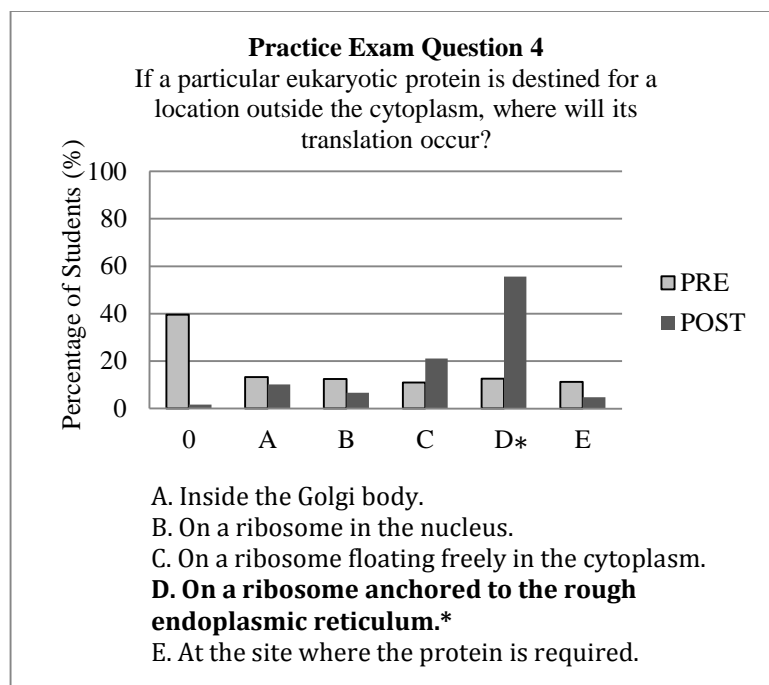 Practice Exam Question 4
If a particular eukaryotic protein is destined for a
location outside the cytoplasm, where will its
translation occur?
Percentage of Students (%)
100
80
60
40
20
0
0 A B C D* E
PRE
POST
A. Inside the Golgi body.
B. On a ribosome in the nucleus.
C. On a ribosome floating freely in the cytoplasm.
D. On a ribosome anchored to the rough
endoplasmic reticulum.*
E. At the site where the protein is required.